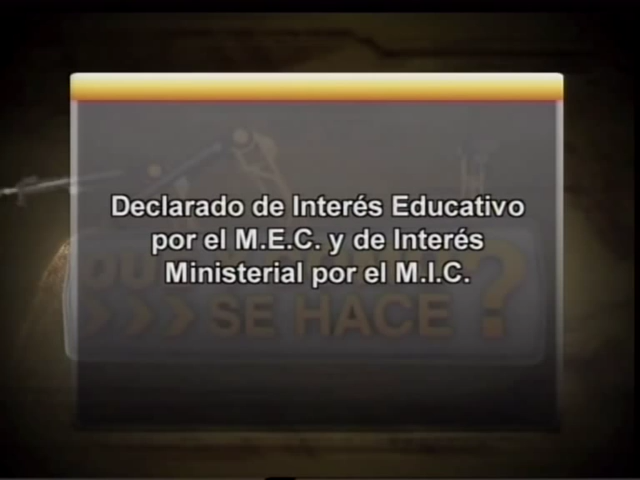 Declarado de Interés Educativo
por el M.E.C. y de Interés
Ministerial por el M.I.C.
SE HACE ?